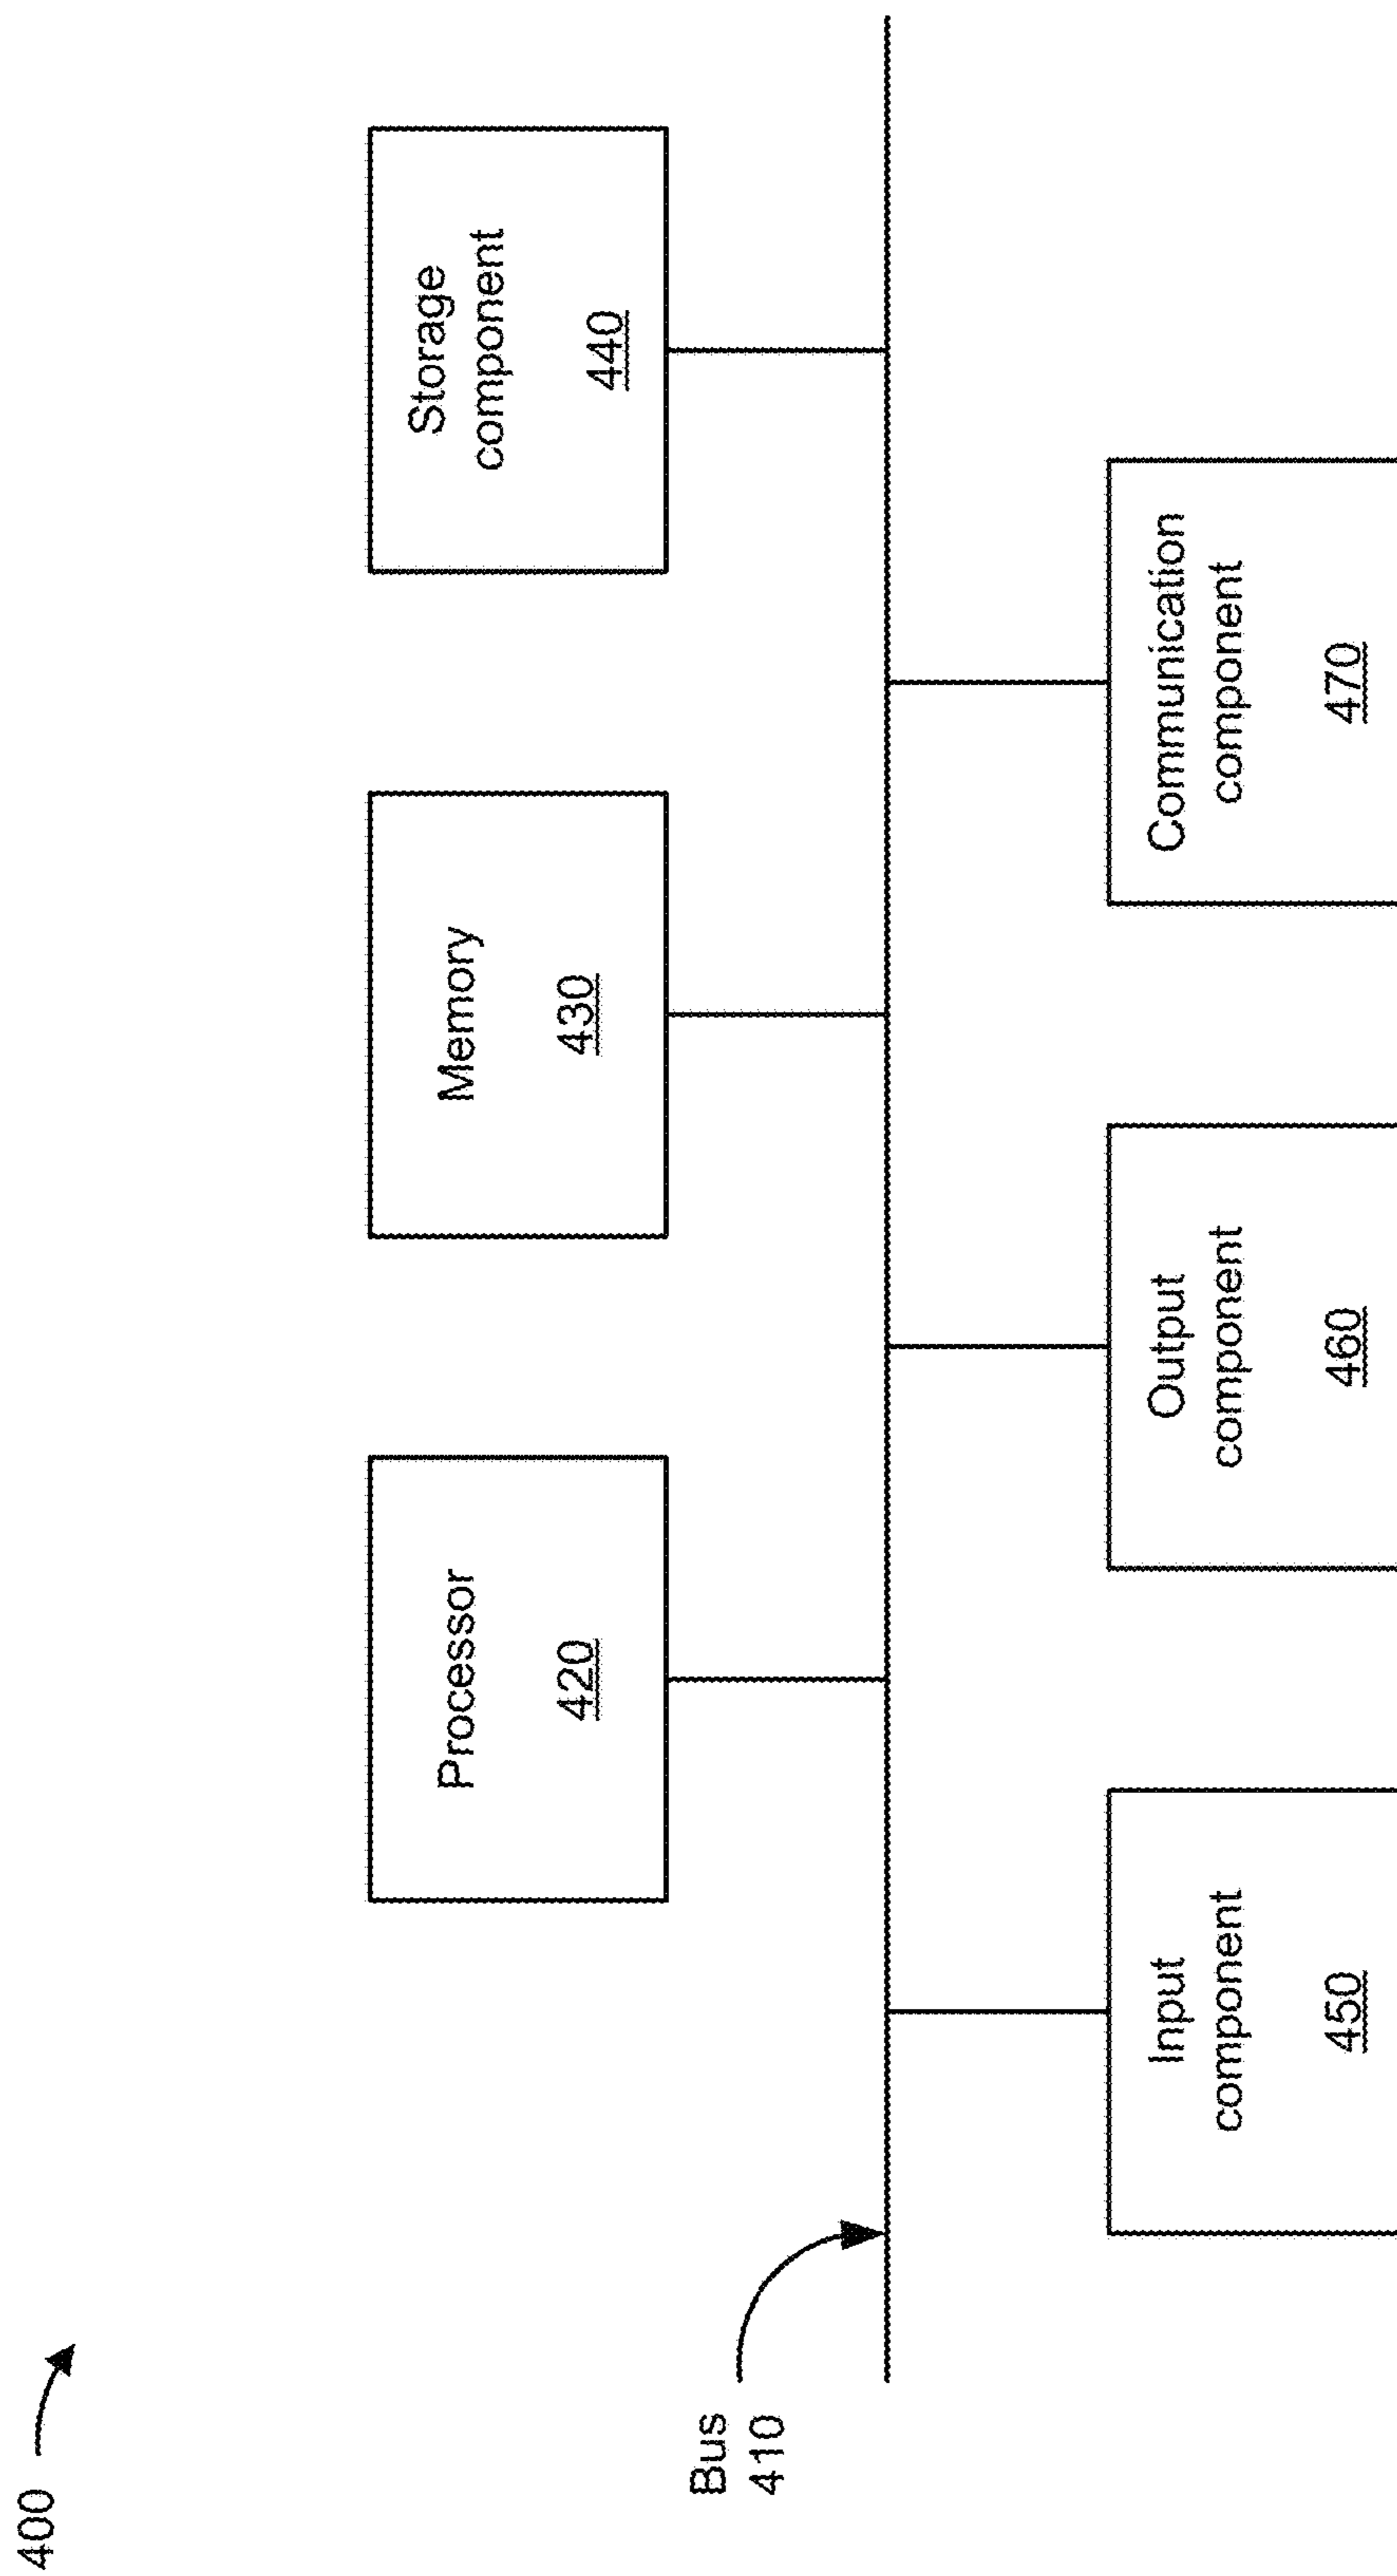 400
Processor
420
Memory
430
Storage
component
440
Bus
410
Input
component
450
Output
component
460
Communication
component
470